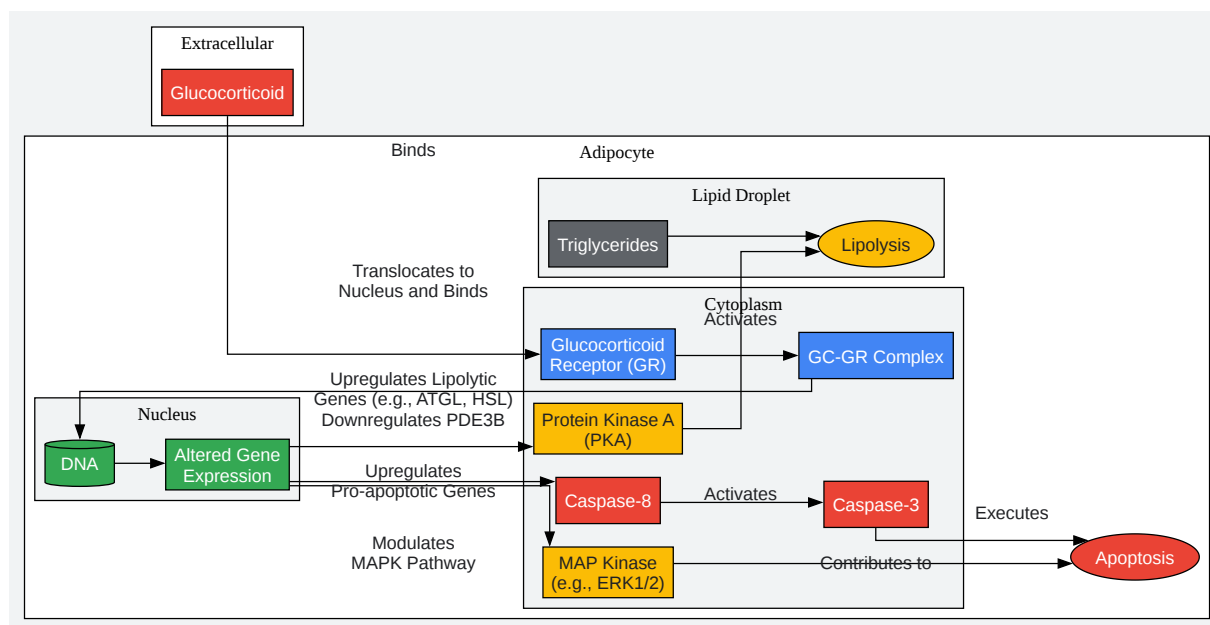 Extracellular
Glucocorticoid
Binds
Adipocyte
Lipid Droplet
Triglycerides
Lipolysis
Translocates to
Nucleus and Binds
Cytoplasm
Activates
Glucocorticoid
Receptor (GR)
GC-GR Complex
Upregulates Lipolytic
Genes (e.g., ATGL, HSL)
Downregulates PDE3B
Nucleus
Protein Kinase A
(PKA)
DNA
Altered Gene
Expression
Upregulates
Pro-apoptotic Genes
Caspase-8
Activates
Caspase-3
Executes
Modulates
MAPK Pathway
MAP Kinase
(e.g., ERK1/2)
Contributes to
Apoptosis